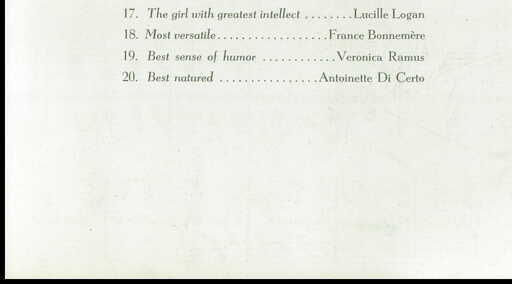 17. The girl with greatest intellect ........Lucille Logan
18. Most versatile..................France Bonnemère
19. Best sense of humor ............Veronica Ramus
20. Best natured ................Antoinette Di Certo